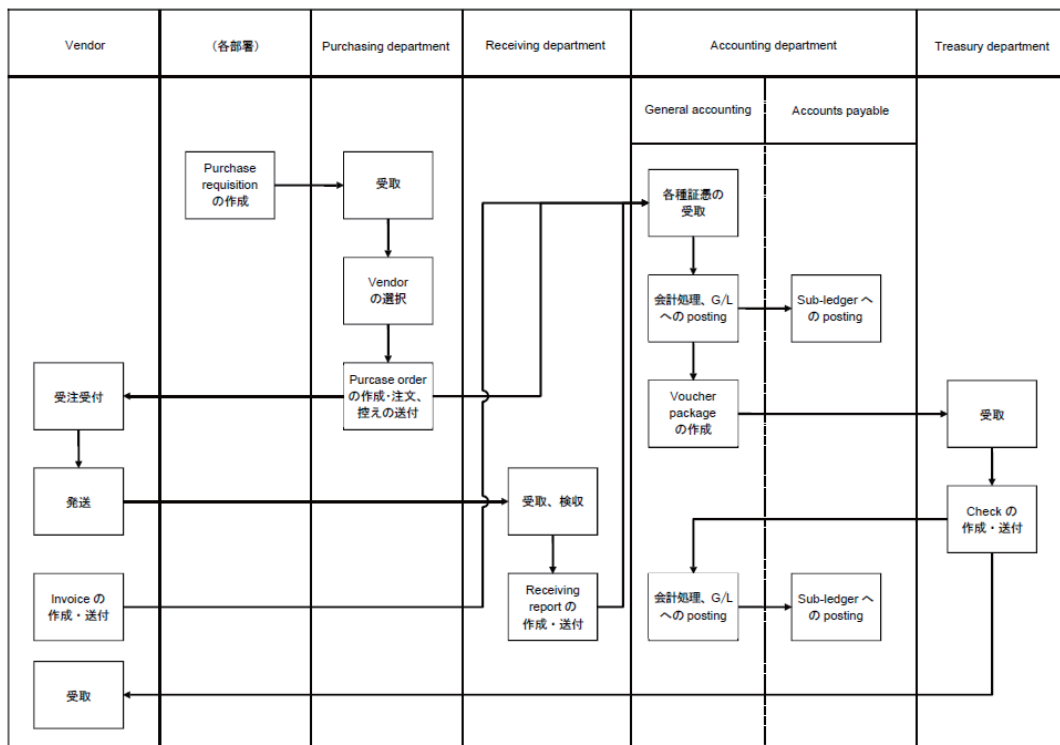 Vendor
（各部署）
Purchasing department
Receiving department
Accounting department
Treasury department
General accounting
Accounts payable
Purchase
requisition
の作成
受取
各種証憑の
受取
Vendor
の選択
会計処理、G/L
への posting
Sub-ledger へ
の posting
受注受付
Purcase order
の作成・注文、
控えの送付
Voucher
package
の作成
受取
発送
受取、検収
Check の
作成・送付
Invoice の
作成・送付
Receiving
report の
作成・送付
会計処理、G/L
への posting
Sub-ledger へ
の posting
受取